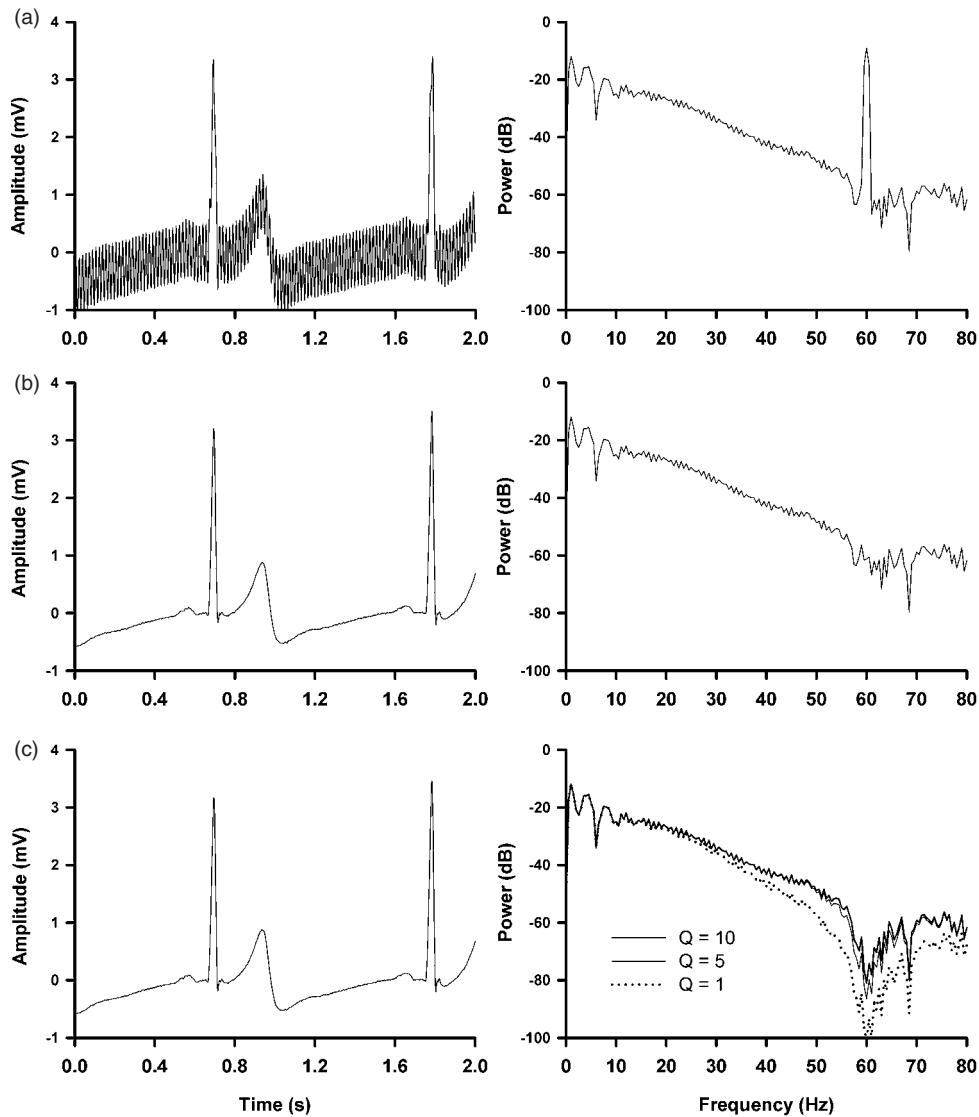 (a)
Amplitude (mV)
4
3
2
1
0
-1
0.0 0.4 0.8 1.2 1.6 2.0
Power (dB)
0
-20
-40
-60
-80
-100
0 10 20 30 40 50 60 70 80
(b)
Amplitude (mV)
4
3
2
1
0
-1
0.0 0.4 0.8 1.2 1.6 2.0
Power (dB)
0
-20
-40
-60
-80
-100
0 10 20 30 40 50 60 70 80
(c)
Amplitude (mV)
4
3
2
1
0
-1
0.0 0.4 0.8 1.2 1.6 2.0
Time (s)
Power (dB)
0
-20
-40
-60
-80
-100
Q = 10
Q = 5
Q = 1
0 10 20 30 40 50 60 70 80
Frequency (Hz)